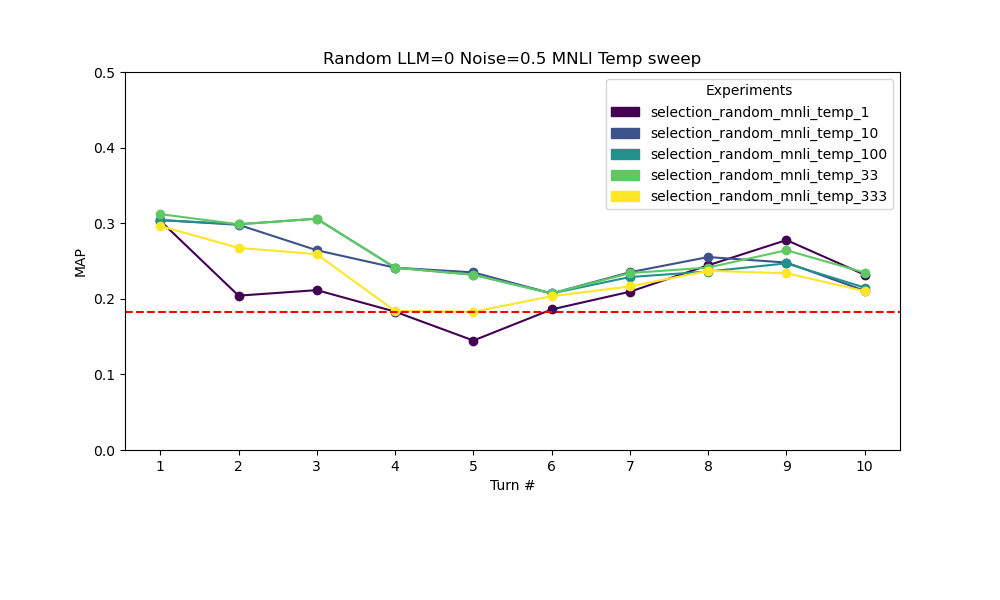 Random LLM=0 Noise=0.5 MNLI Temp sweep
Experiments
selection_random_mnli_temp_1
selection_random_mnli_temp_10
selection_random_mnli_temp_100
selection_random_mnli_temp_33
selection_random_mnli_temp_333
MAP
0.5
0.4
0.3
0.2
0.1
0.0
1 2 3 4 5 6 7 8 9 10
Turn #